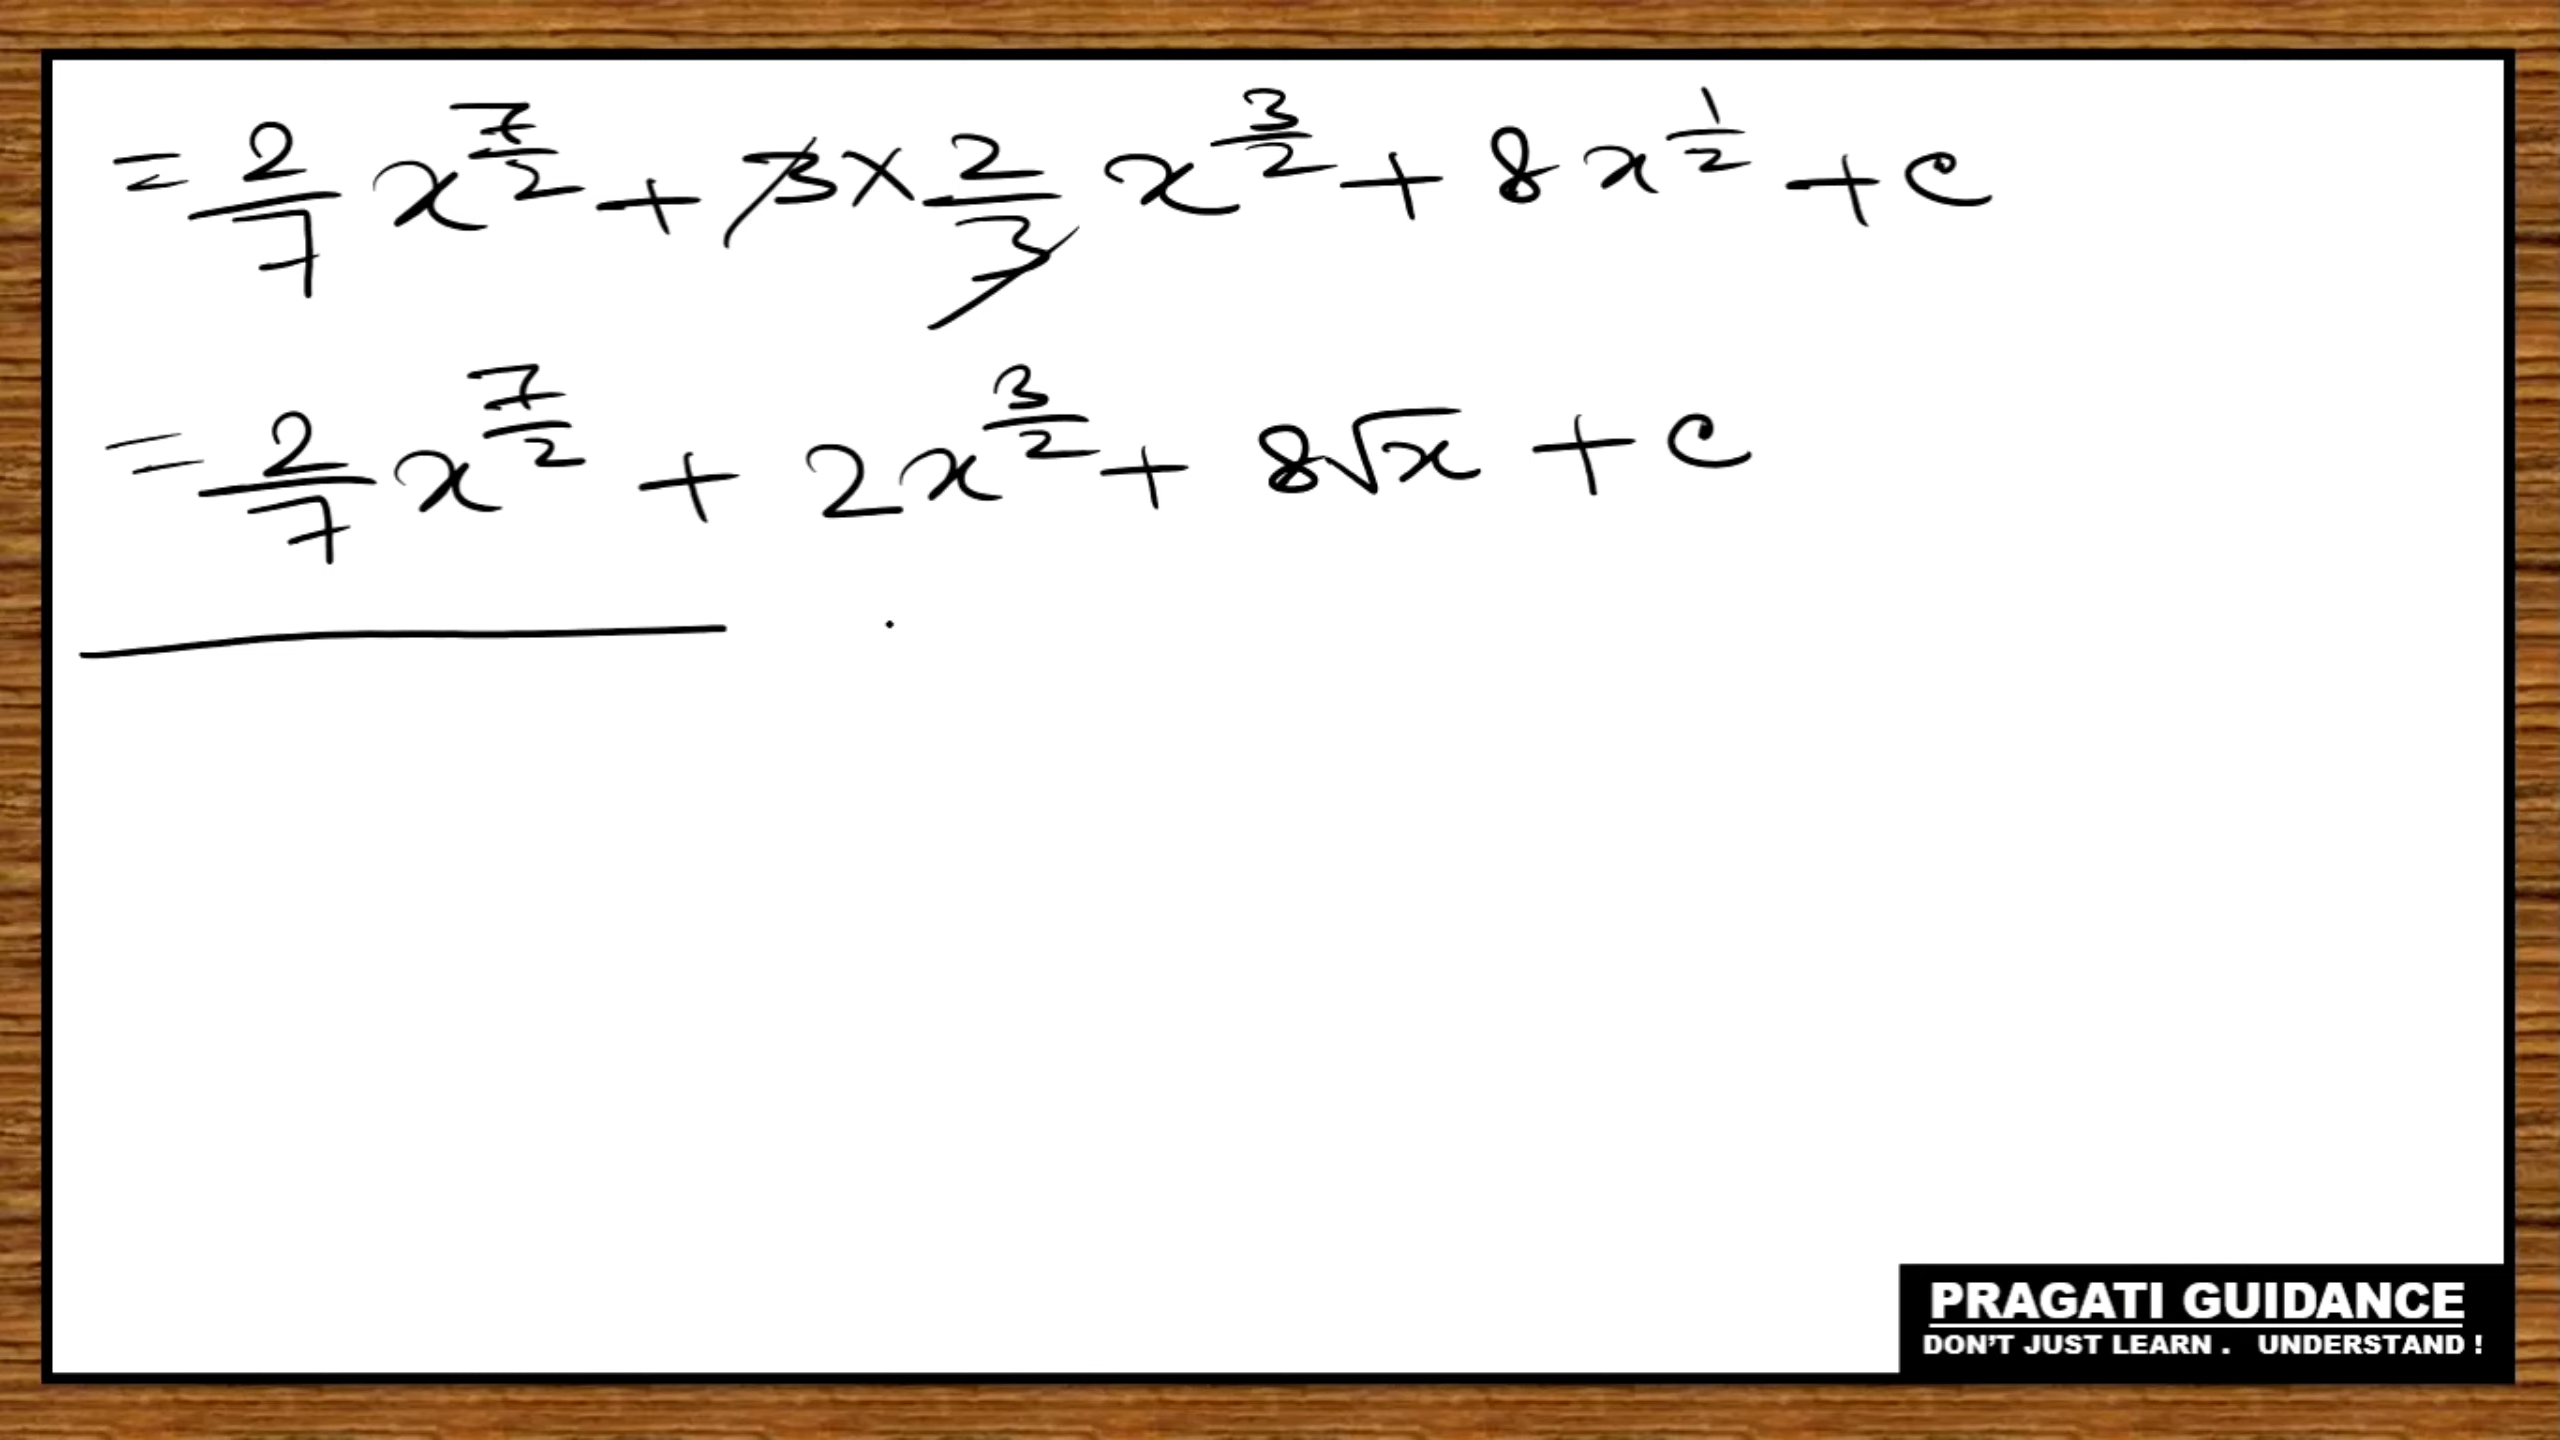 = 2/7 x^(7/2) + 3 × 2/3 x^(3/2) + 8x^(1/2) + c
= 2/7 x^(7/2) + 2x^(3/2) + 8√x + c
PRAGATI GUIDANCE
DON'T JUST LEARN . UNDERSTAND !